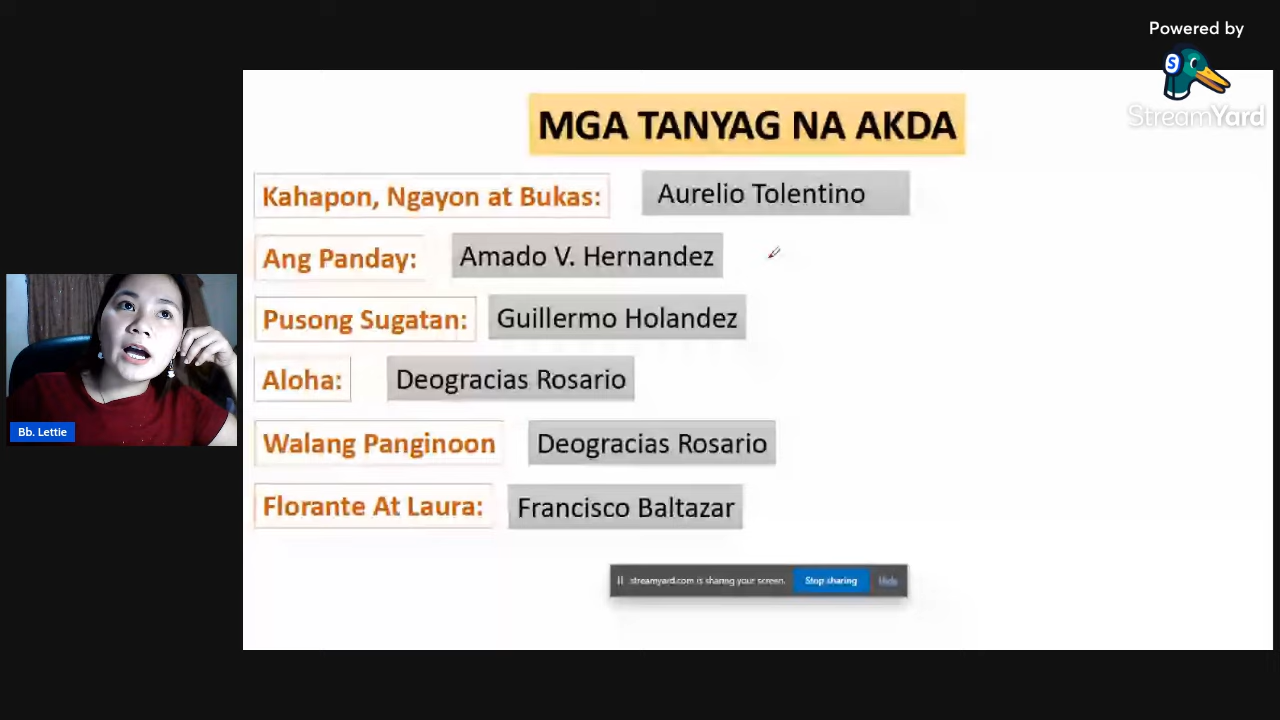 Powered by
StreamYard
MGA TANYAG NA AKDA
Kahapon, Ngayon at Bukas: Aurelio Tolentino
Ang Panday: Amado V. Hernandez
Pusong Sugatan: Guillermo Holandez
Aloha: Deogracias Rosario
Walang Panginoon Deogracias Rosario
Florante At Laura: Francisco Baltazar
Bb. Lettie
streamyard.com is sharing your screen. Stop sharing Hide